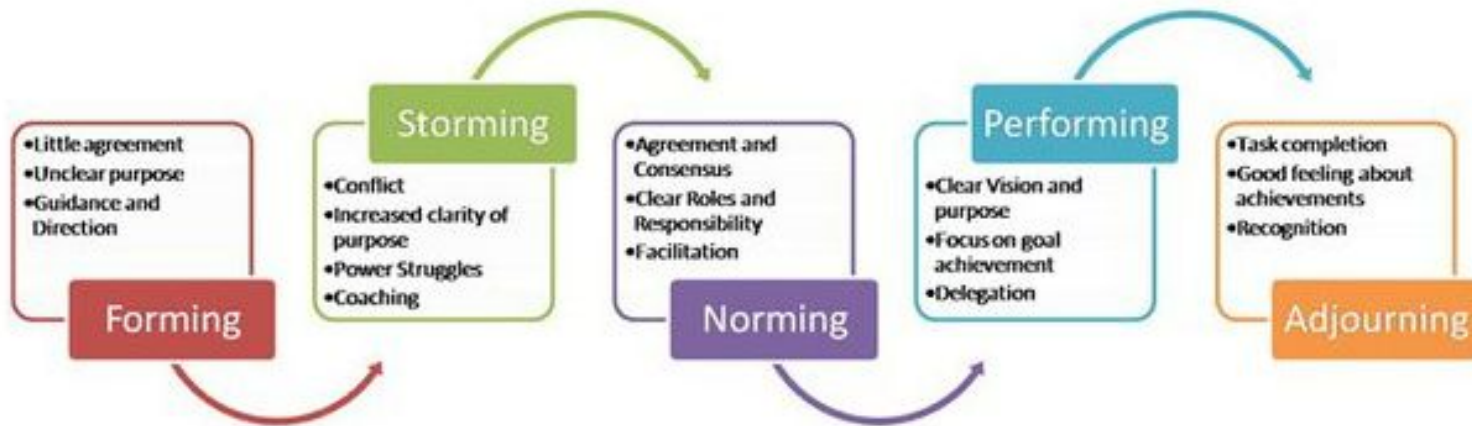 •Little agreement
•Unclear purpose
•Guidance and
Direction
Forming
Storming
•Conflict
•Increased clarity of
purpose
•Power Struggles
•Coaching
•Agreement and
Consensus
•Clear Roles and
Responsibility
•Facilitation
Norming
Performing
•Clear Vision and
purpose
•Focus on goal
achievement
•Delegation
•Task completion
•Good feeling about
achievements
•Recognition
Adjourning